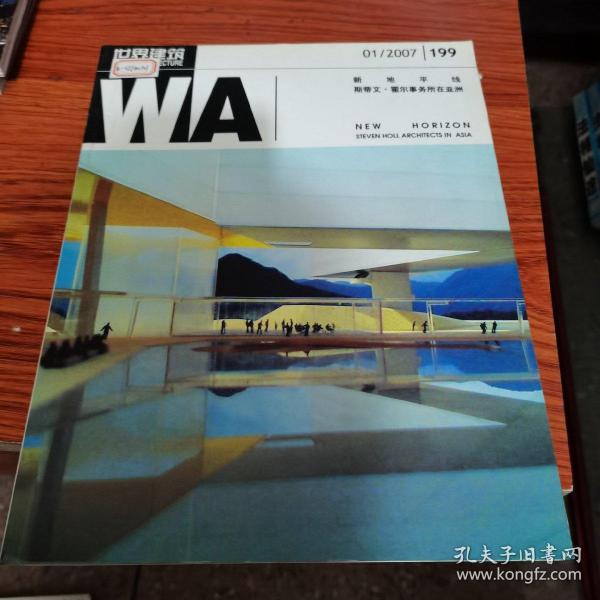 世界建筑
WA
01/2007 199
新地平线
斯蒂文·霍尔事务所在亚洲
NEW HORIZON
STEVEN HOLL ARCHITECTS IN ASIA
孔夫子旧书网
www.kongfz.com